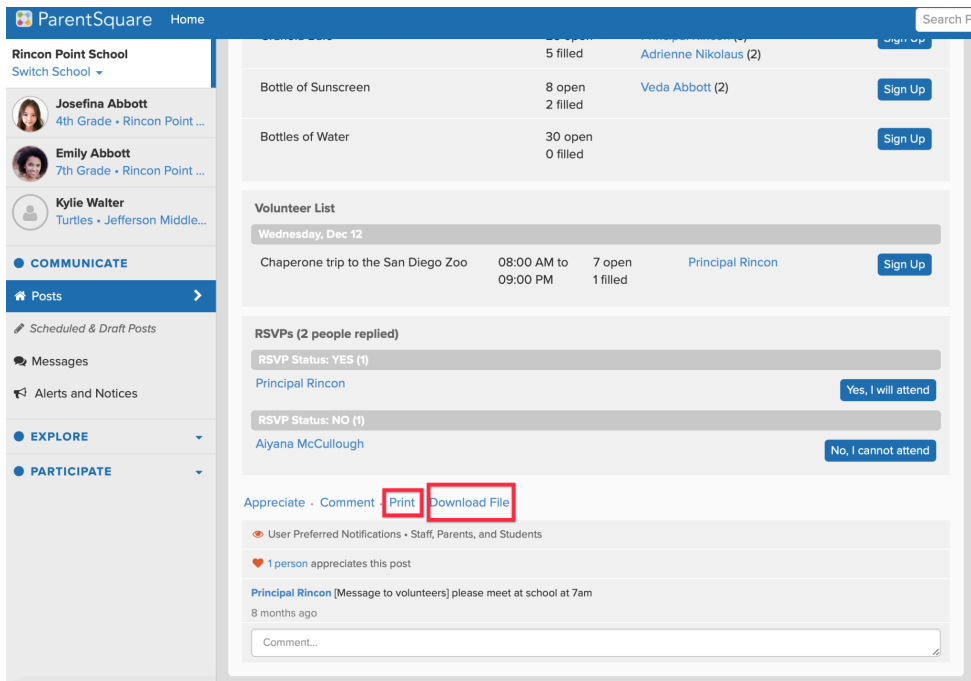 ParentSquare Home Search P
Rincon Point School
Switch School
Josefina Abbott
4th Grade • Rincon Point ...
Emily Abbott
7th Grade • Rincon Point ...
Kylie Walter
Turtles • Jefferson Middle...
COMMUNICATE
Posts
Scheduled & Draft Posts
Messages
Alerts and Notices
EXPLORE
PARTICIPATE
Sign Up
5 filled Adrienne Nikolaus (2)
Bottle of Sunscreen 8 open Veda Abbott (2) Sign Up
2 filled
Bottles of Water 30 open Sign Up
0 filled
Volunteer List
Wednesday, Dec 12
Chaperone trip to the San Diego Zoo 08:00 AM to 7 open Principal Rincon Sign Up
09:00 PM 1 filled
RSVPs (2 people replied)
RSVP Status: YES (1)
Principal Rincon Yes, I will attend
RSVP Status: NO (1)
Aiyana McCullough No, I cannot attend
Appreciate • Comment • Print Download File
User Preferred Notifications • Staff, Parents, and Students
1 person appreciates this post
Principal Rincon [Message to volunteers] please meet at school at 7am
8 months ago
Comment...